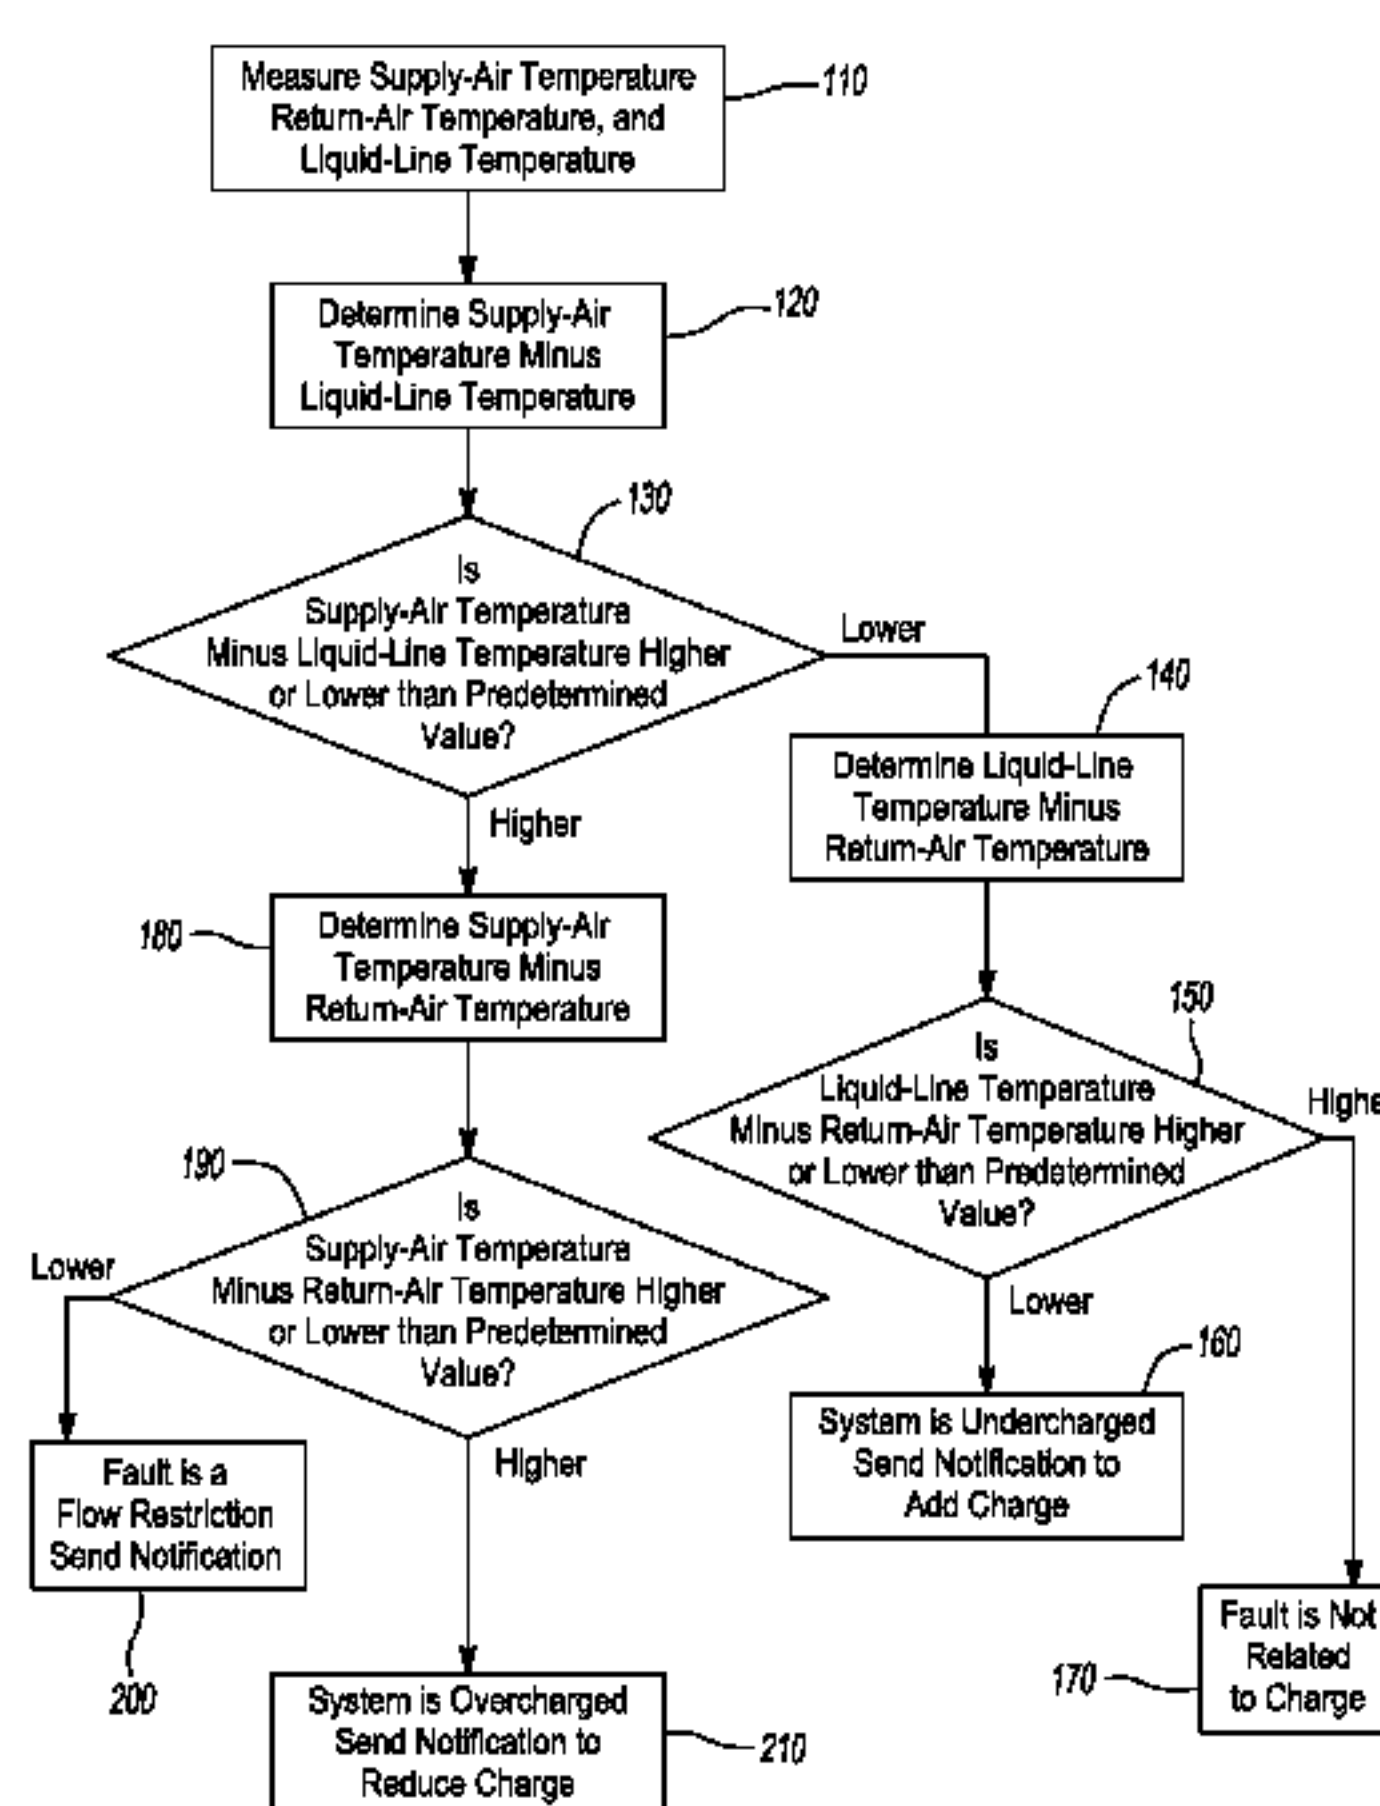 Measure Supply-Air Temperature
Return-Air Temperature, and
Liquid-Line Temperature
110
Determine Supply-Air
Temperature Minus
Liquid-Line Temperature
120
130
Is
Supply-Air Temperature
Minus Liquid-Line Temperature Higher
or Lower than Predetermined
Value?
Lower
Higher
140
Determine Liquid-Line
Temperature Minus
Return-Air Temperature
180
Determine Supply-Air
Temperature Minus
Return-Air Temperature
150
Is
Liquid-Line Temperature
Minus Return-Air Temperature Higher
or Lower than Predetermined
Value?
Highe
Lower
190
Is
Supply-Air Temperature
Minus Return-Air Temperature Higher
or Lower than Predetermined
Value?
Lower
Higher
160
System is Undercharged
Send Notification to
Add Charge
Fault is a
Flow Restriction
Send Notification
200
Fault is Not
Related
to Charge
170
System is Overcharged
Send Notification to
Reduce Charge
210